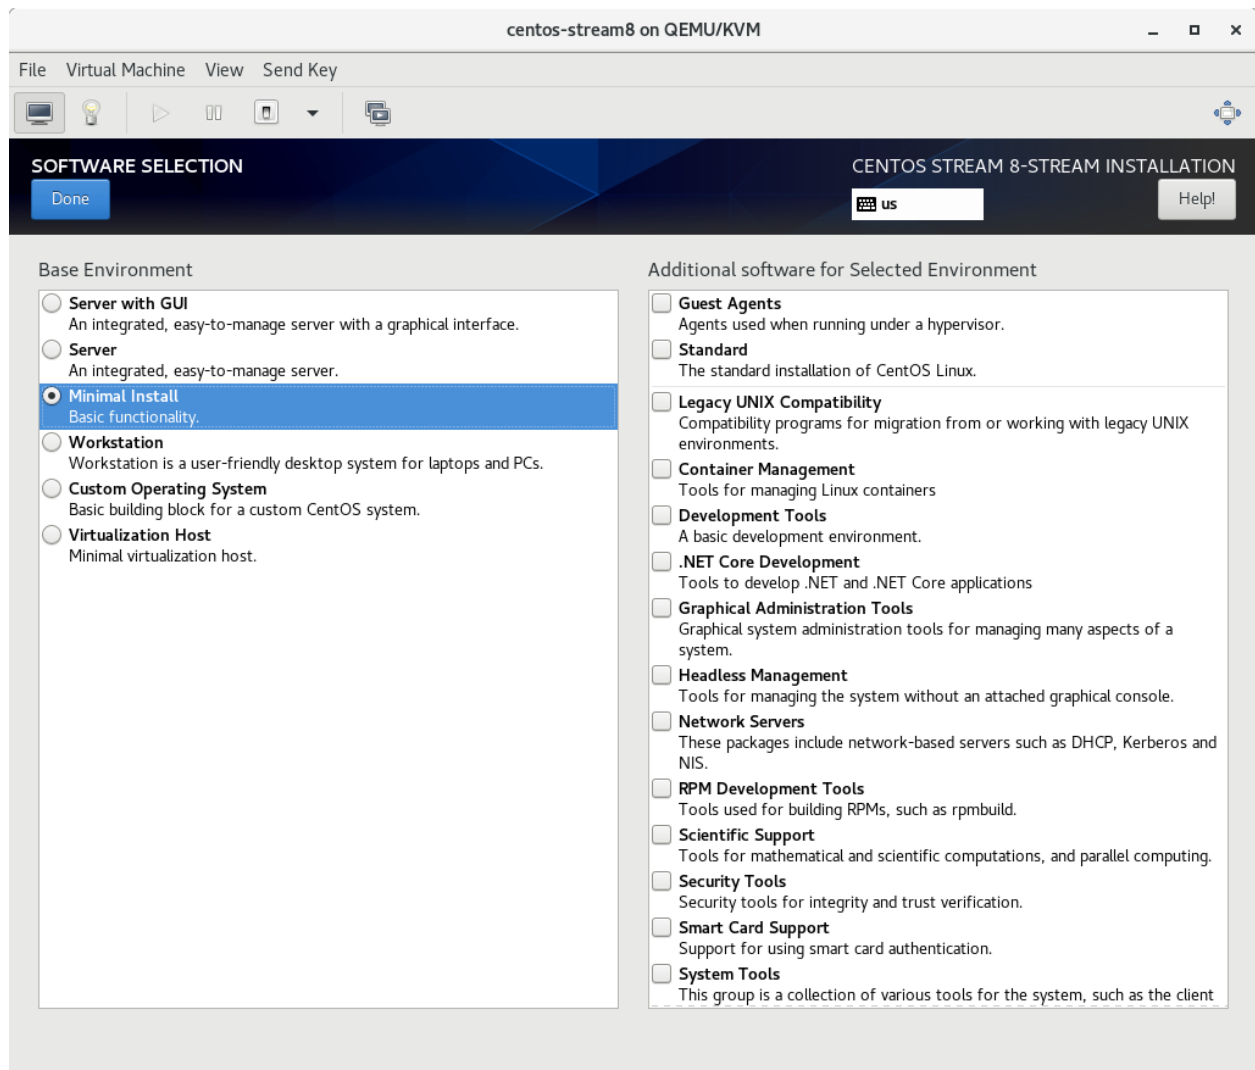 centos-stream8 on QEMU/KVM
File Virtual Machine View Send Key
SOFTWARE SELECTION
CENTOS STREAM 8-STREAM INSTALLATION
Done
us
Help!
Base Environment
Server with GUI
An integrated, easy-to-manage server with a graphical interface.
Server
An integrated, easy-to-manage server.
Minimal Install
Basic functionality.
Workstation
Workstation is a user-friendly desktop system for laptops and PCs.
Custom Operating System
Basic building block for a custom CentOS system.
Virtualization Host
Minimal virtualization host.
Additional software for Selected Environment
Guest Agents
Agents used when running under a hypervisor.
Standard
The standard installation of CentOS Linux.
Legacy UNIX Compatibility
Compatibility programs for migration from or working with legacy UNIX
environments.
Container Management
Tools for managing Linux containers
Development Tools
A basic development environment.
.NET Core Development
Tools to develop .NET and .NET Core applications
Graphical Administration Tools
Graphical system administration tools for managing many aspects of a
system.
Headless Management
Tools for managing the system without an attached graphical console.
Network Servers
These packages include network-based servers such as DHCP, Kerberos and
NIS.
RPM Development Tools
Tools used for building RPMs, such as rpmbuild.
Scientific Support
Tools for mathematical and scientific computations, and parallel computing.
Security Tools
Security tools for integrity and trust verification.
Smart Card Support
Support for using smart card authentication.
System Tools
This group is a collection of various tools for the system, such as the client